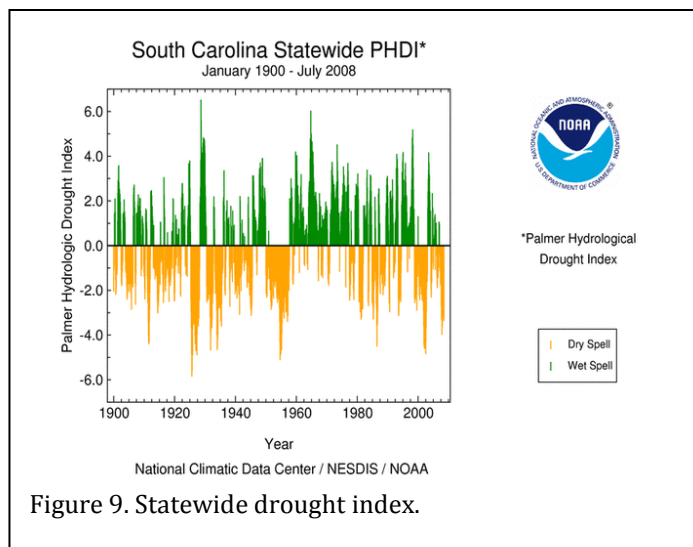 South Carolina Statewide PHDI*
January 1900 - July 2008
Palmer Hydrologic Drought Index
6.0
4.0
2.0
0.0
-2.0
-4.0
-6.0
1900 1920 1940 1960 1980 2000
Year
National Climatic Data Center / NESDIS / NOAA
NATIONAL OCEANIC AND ATMOSPHERIC ADMINISTRATION
NOAA
U.S. DEPARTMENT OF COMMERCE
®
*Palmer Hydrological
Drought Index
Dry Spell
Wet Spell
Figure 9. Statewide drought index.